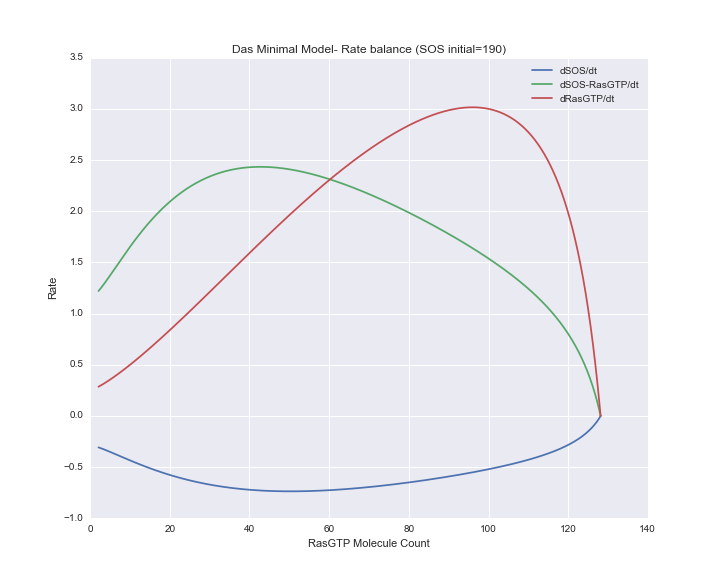 Das Minimal Model- Rate balance (SOS initial=190)
3.5
3.0
2.5
2.0
1.5
1.0
0.5
0.0
−0.5
−1.0
Rate
dSOS/dt
dSOS-RasGTP/dt
dRasGTP/dt
0 20 40 60 80 100 120 140
RasGTP Molecule Count